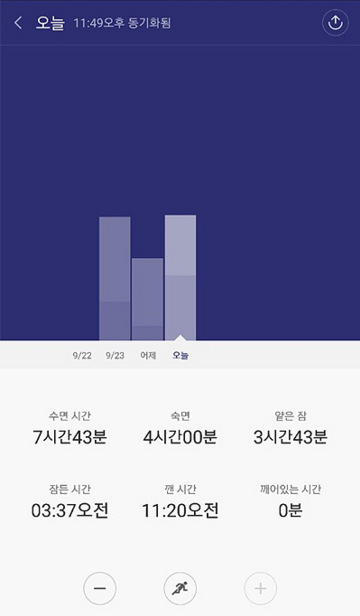 오늘 11:49오후 동기화됨
9/22 9/23 어제 오늘
수면 시간 숙면 얕은 잠
7시간43분 4시간00분 3시간43분
잠든 시간 깬 시간 깨어있는 시간
03:37오전 11:20오전 0분